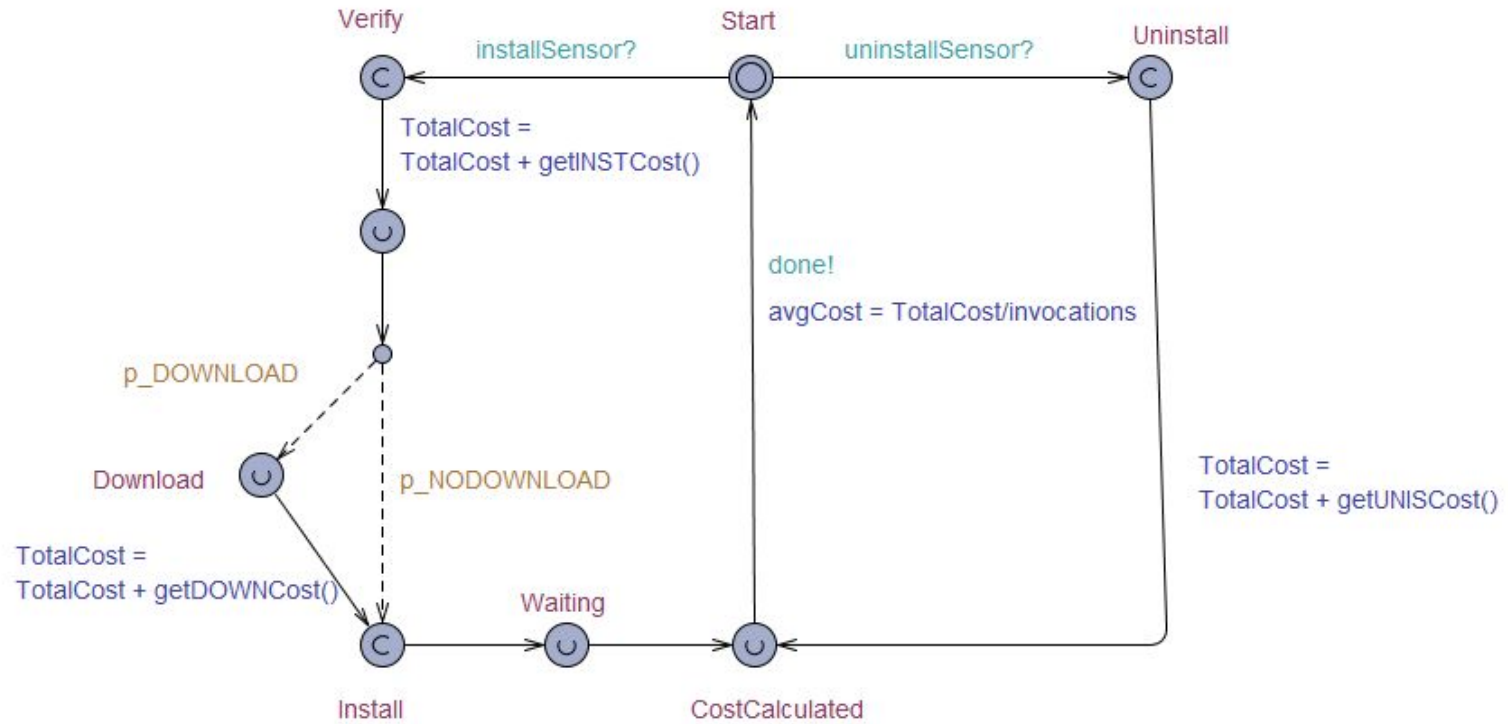 Verify
Start
Uninstall
installSensor?
uninstallSensor?
C
C
TotalCost =
TotalCost + getINSTCost()
U
done!
avgCost = TotalCost/invocations
p_DOWNLOAD
Download
U
p_NODOWNLOAD
TotalCost =
TotalCost + getUNISCost()
TotalCost =
TotalCost + getDOWNCost()
Waiting
C
U
U
Install
CostCalculated